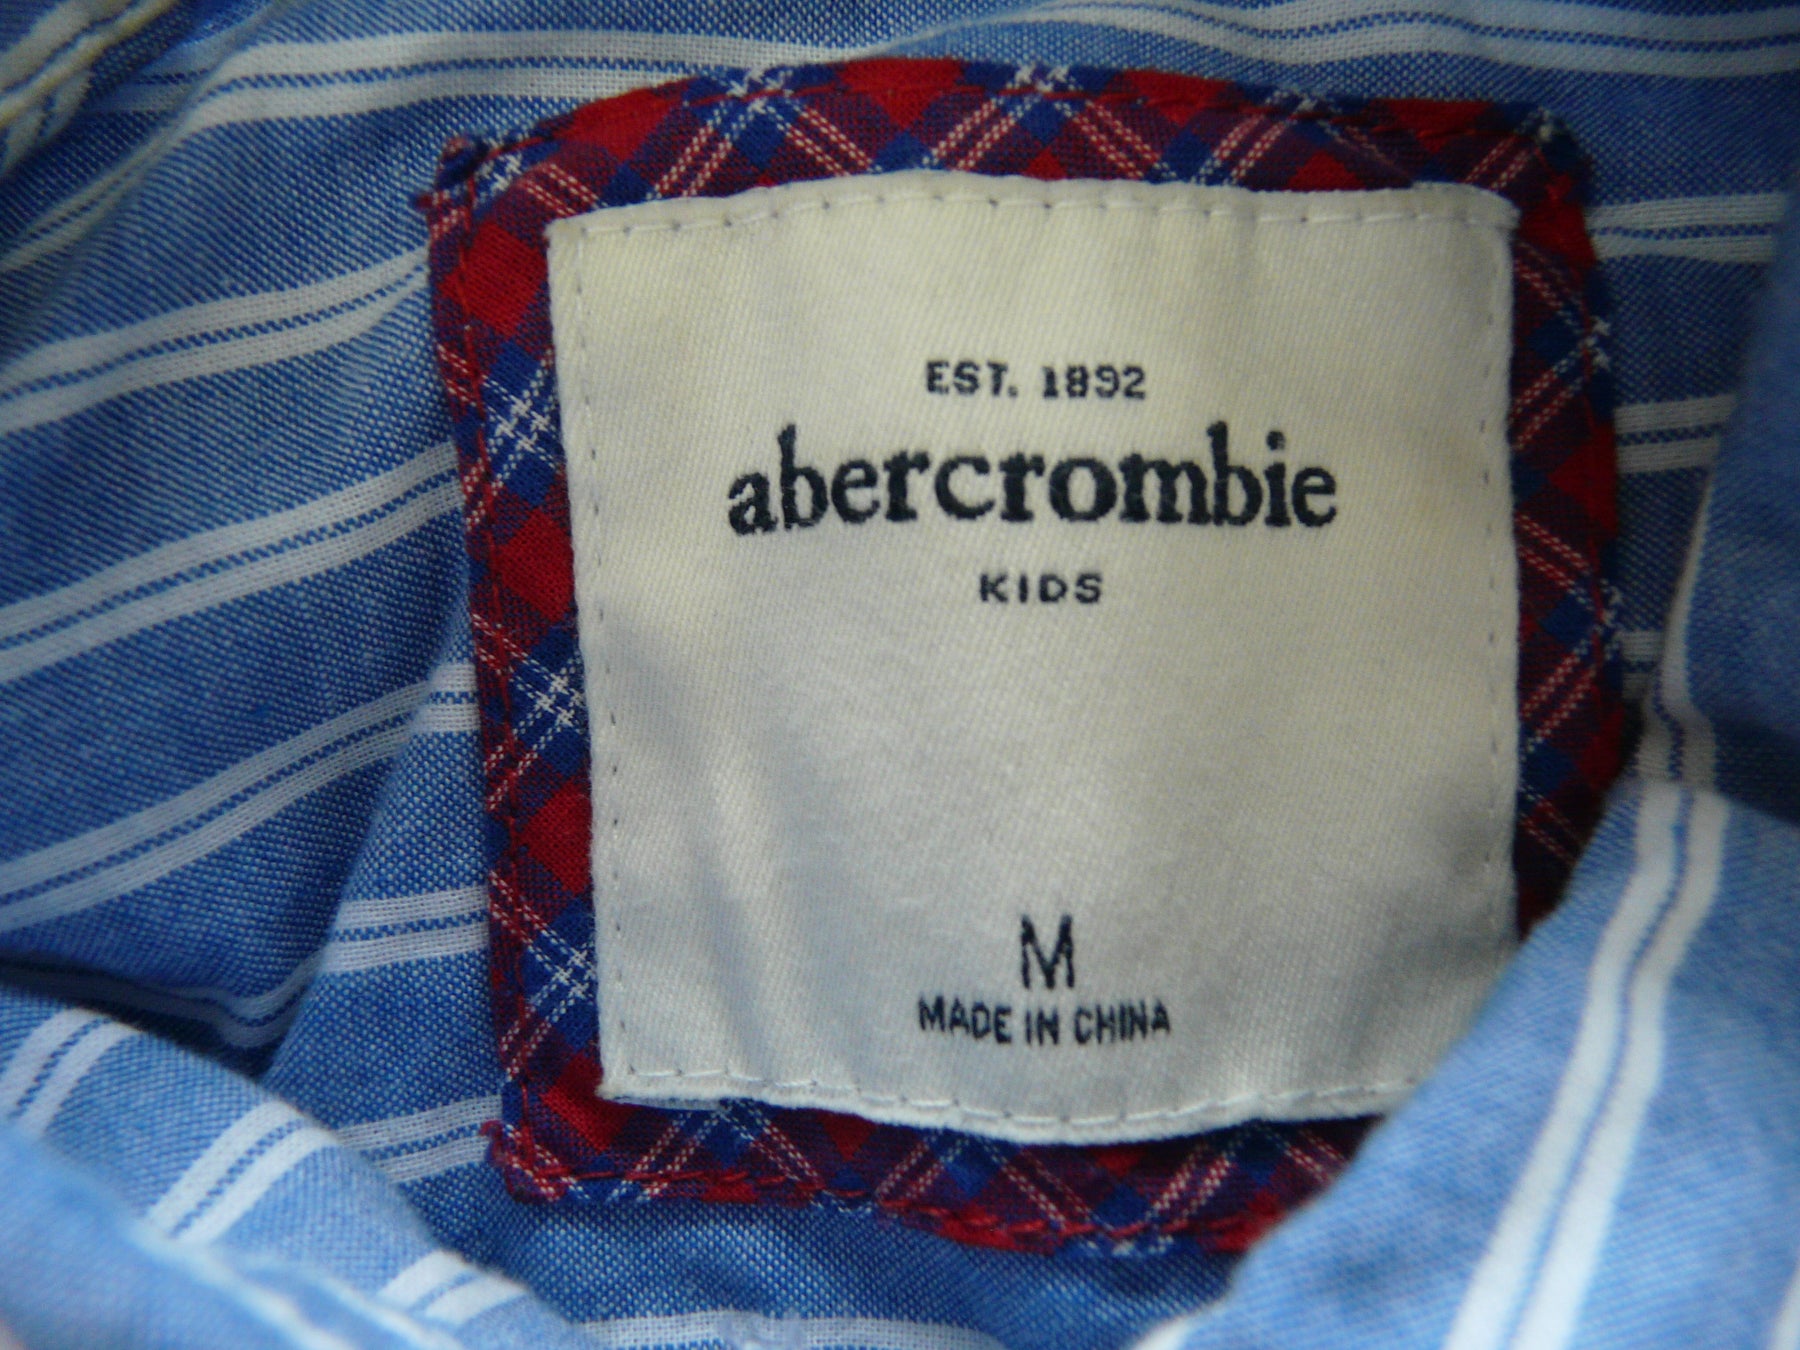 EST. 1892
abercrombie
KIDS
M
MADE IN CHINA